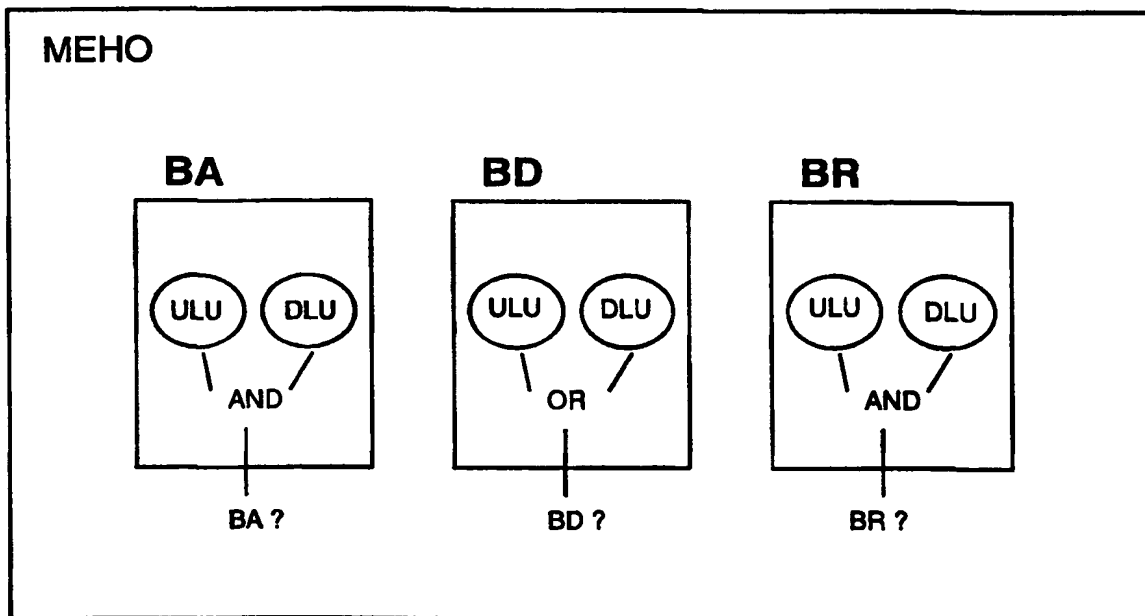 MEHO
BA BD BR
ULU DLU ULU DLU ULU DLU
AND OR AND
BA ? BD ? BR ?